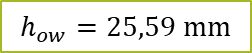 h_ow = 25,59 mm